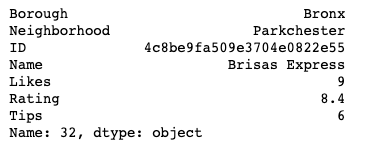 Borough Bronx
Neighborhood Parkchester
ID 4c8be9fa509e3704e0822e55
Name Brisas Express
Likes 9
Rating 8.4
Tips 6
Name: 32, dtype: object